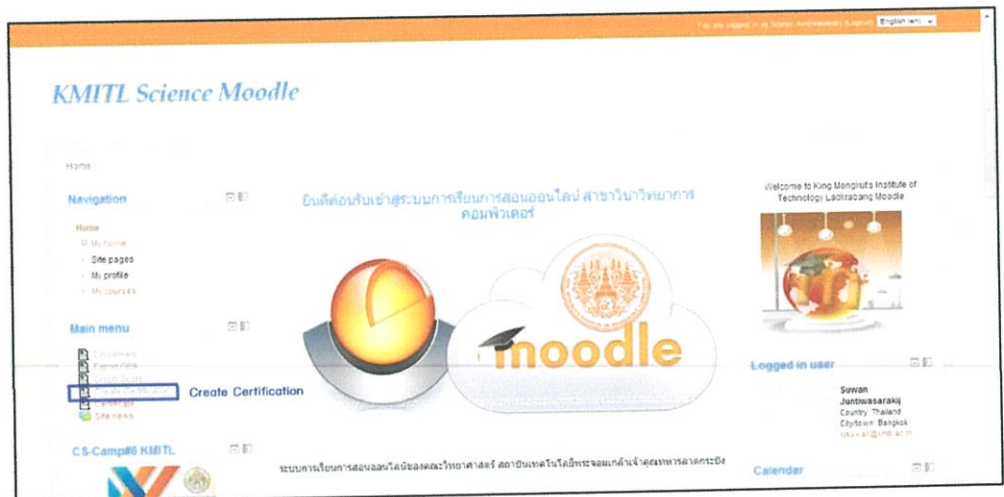 English (en)
KMITL Science Moodle
Home
Navigation
Home
My home
Site pages
My profile
My courses
Main menu
Export GPA
Create Certification
Create Certification
Certificate
Site news
CS-Camp#6 KMITL
ยินดีต่อนรับเข้าสู่ระบบการเรียนการสอนออนไลน์ สาขาวิชาวิทยาการ
คอมพิวเตอร์
moodle
ระบบการเรียนการสอนออนไลน์ของคณะวิทยาศาสตร์ สถาบันเทคโนโลยีพระจอมเกล้าเจ้าคุณทหารลาดกระบัง
Welcome to King Mongkut's Institute of
Technology Ladkrabang Moodle
Logged in user
Suwan
Juntiwasarakij
Country: Thailand
City/town: Bangkok
Calendar